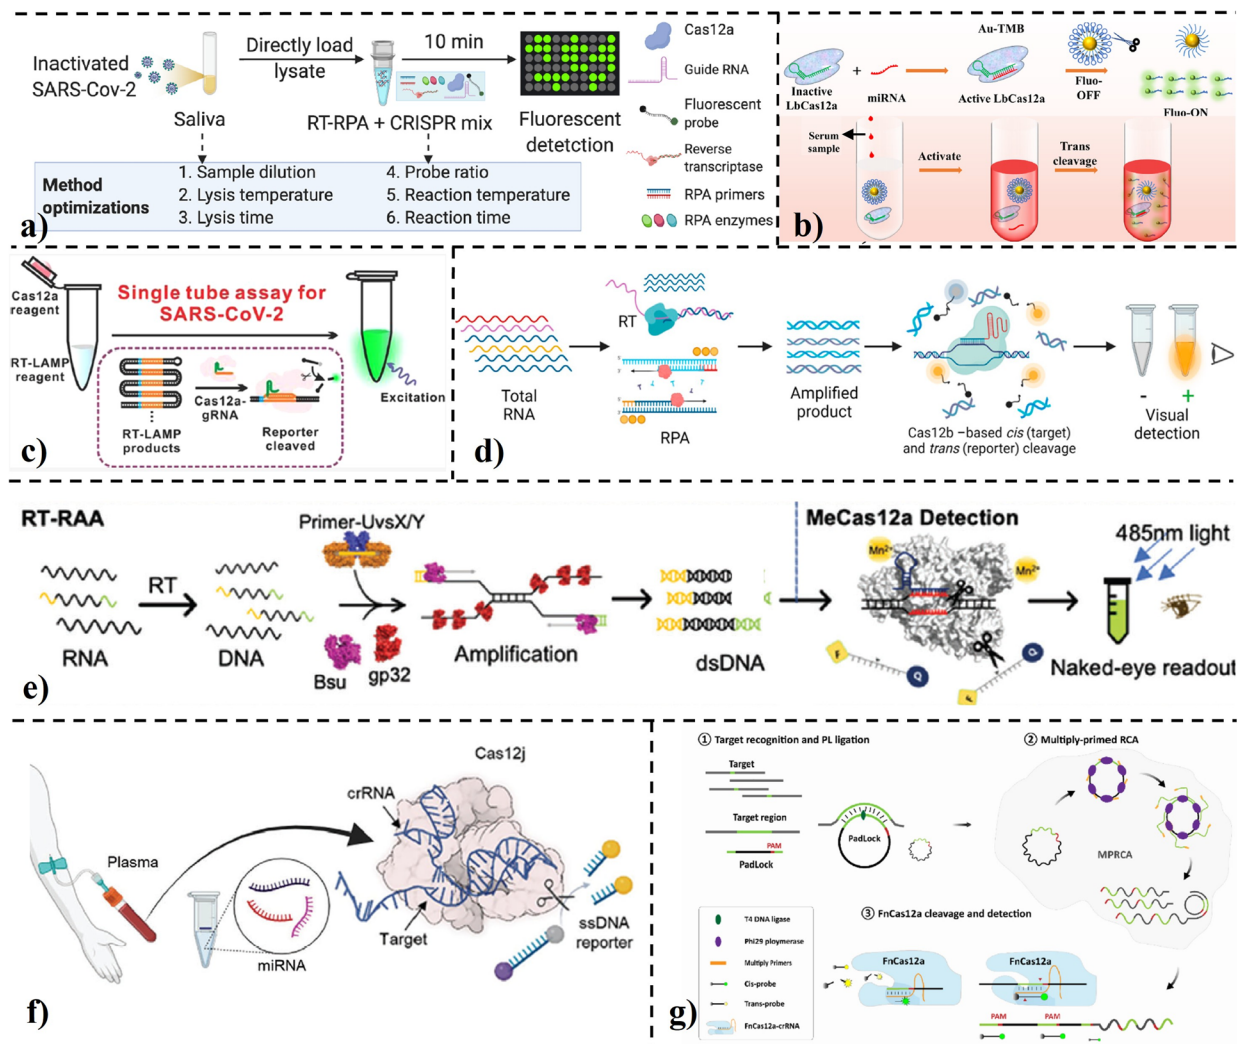 Inactivated
SARS-Cov-2
Directly load
lysate
10 min
Saliva
RT-RPA + CRISPR mix
Fluorescent
detetction
Cas12a
Guide RNA
Fluorescent
probe
Reverse
transcriptase
RPA primers
RPA enzymes
Method
optimizations
1. Sample dilution
2. Lysis temperature
3. Lysis time
4. Probe ratio
5. Reaction temperature
6. Reaction time
a)
Au-TMB
+
Inactive
LbCas12a
miRNA
Active LbCas12a
Fluo-
OFF
Fluo-ON
Serum
sample
Activate
Trans
cleavage
b)
Cas12a
reagent
RT-LAMP
reagent
Single tube assay for
SARS-CoV-2
Cas12a-
gRNA
RT-LAMP
products
Reporter
cleaved
Excitation
c)
Total
RNA
RT
RPA
Amplified
product
Cas12b –based cis (target)
and trans (reporter) cleavage
- +
Visual
detection
d)
RT-RAA
RNA
RT
DNA
Primer-UvsX/Y
Bsu
gp32
Amplification
dsDNA
MeCas12a Detection
Mn²⁺
Mn²⁺
F
Q
F
Q
485nm light
Naked-eye readout
e)
Plasma
miRNA
Cas12j
crRNA
Target
ssDNA
reporter
f)
① Target recognition and PL ligation
Target
Target region
PAM
PadLock
PadLock
② Multiply-primed RCA
MPRCA
③ FnCas12a cleavage and detection
T4 DNA ligase
Phi29 ploymerase
Multiply Primers
Cis-probe
Trans-probe
FnCas12a-crRNA
FnCas12a
FnCas12a
PAM
PAM
g)